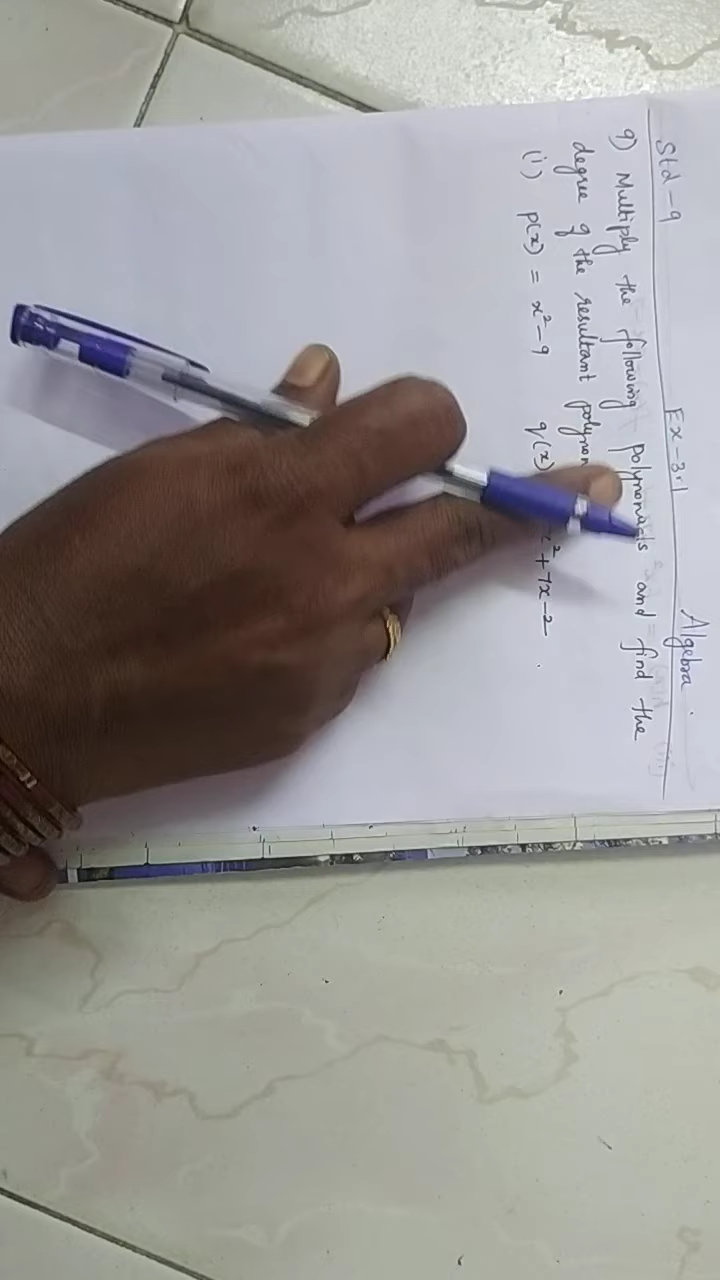 Std - 9 Ex - 3.1 Algebra.
9) Multiply the following polynomials and find the
degree of the resultant
(i) p(x) = x² - 9 q(x) + 7x - 2